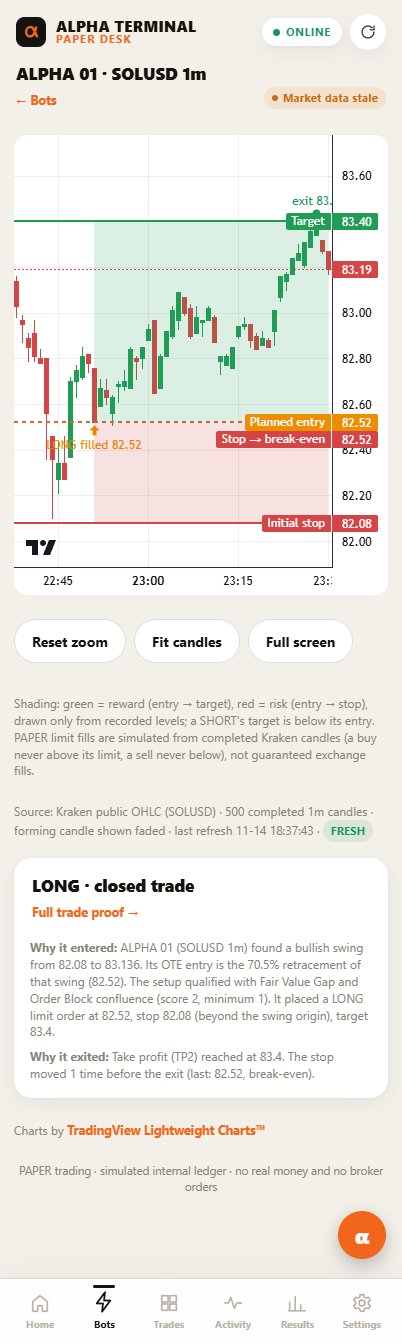 α ALPHA TERMINAL
PAPER DESK
ONLINE
ALPHA 01 · SOLUSD 1m
← Bots
Market data stale
83.60
exit 83.
Target 83.40
83.19
83.00
82.80
82.60
Planned entry 82.52
Stop → break-even 82.52
LONG filled 82.52
82.40
82.20
Initial stop 82.08
82.00
22:45 23:00 23:15 23:
Reset zoom Fit candles Full screen
Shading: green = reward (entry → target), red = risk (entry → stop),
drawn only from recorded levels; a SHORT's target is below its entry.
PAPER limit fills are simulated from completed Kraken candles (a buy
never above its limit, a sell never below), not guaranteed exchange
fills.
Source: Kraken public OHLC (SOLUSD) · 500 completed 1m candles ·
forming candle shown faded · last refresh 11-14 18:37:43 · FRESH
LONG · closed trade
Full trade proof →
Why it entered: ALPHA 01 (SOLUSD 1m) found a bullish swing
from 82.08 to 83.136. Its OTE entry is the 70.5% retracement of
that swing (82.52). The setup qualified with Fair Value Gap and
Order Block confluence (score 2, minimum 1). It placed a LONG
limit order at 82.52, stop 82.08 (beyond the swing origin), target
83.4.
Why it exited: Take profit (TP2) reached at 83.4. The stop
moved 1 time before the exit (last: 82.52, break-even).
Charts by TradingView Lightweight Charts™
PAPER trading · simulated internal ledger · no real money and no broker
orders
α
Home Bots Trades Activity Results Settings